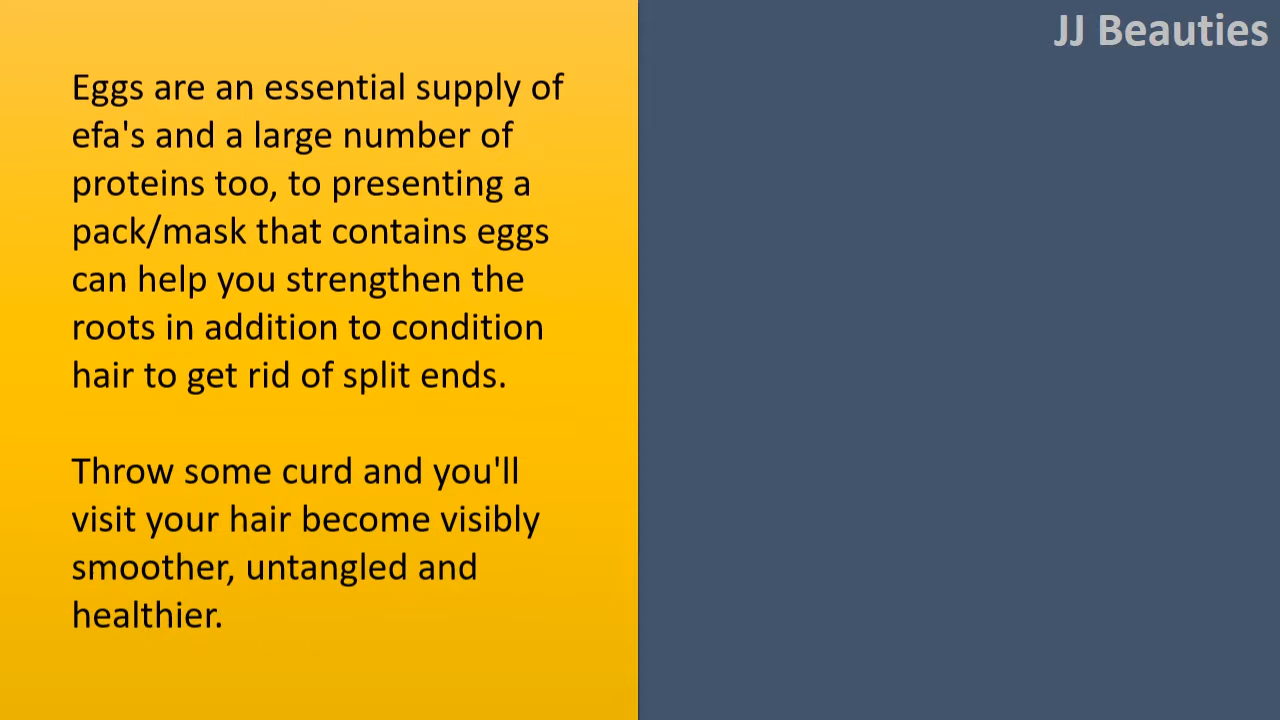 JJ Beauties
Eggs are an essential supply of
efa's and a large number of
proteins too, to presenting a
pack/mask that contains eggs
can help you strengthen the
roots in addition to condition
hair to get rid of split ends.
Throw some curd and you'll
visit your hair become visibly
smoother, untangled and
healthier.